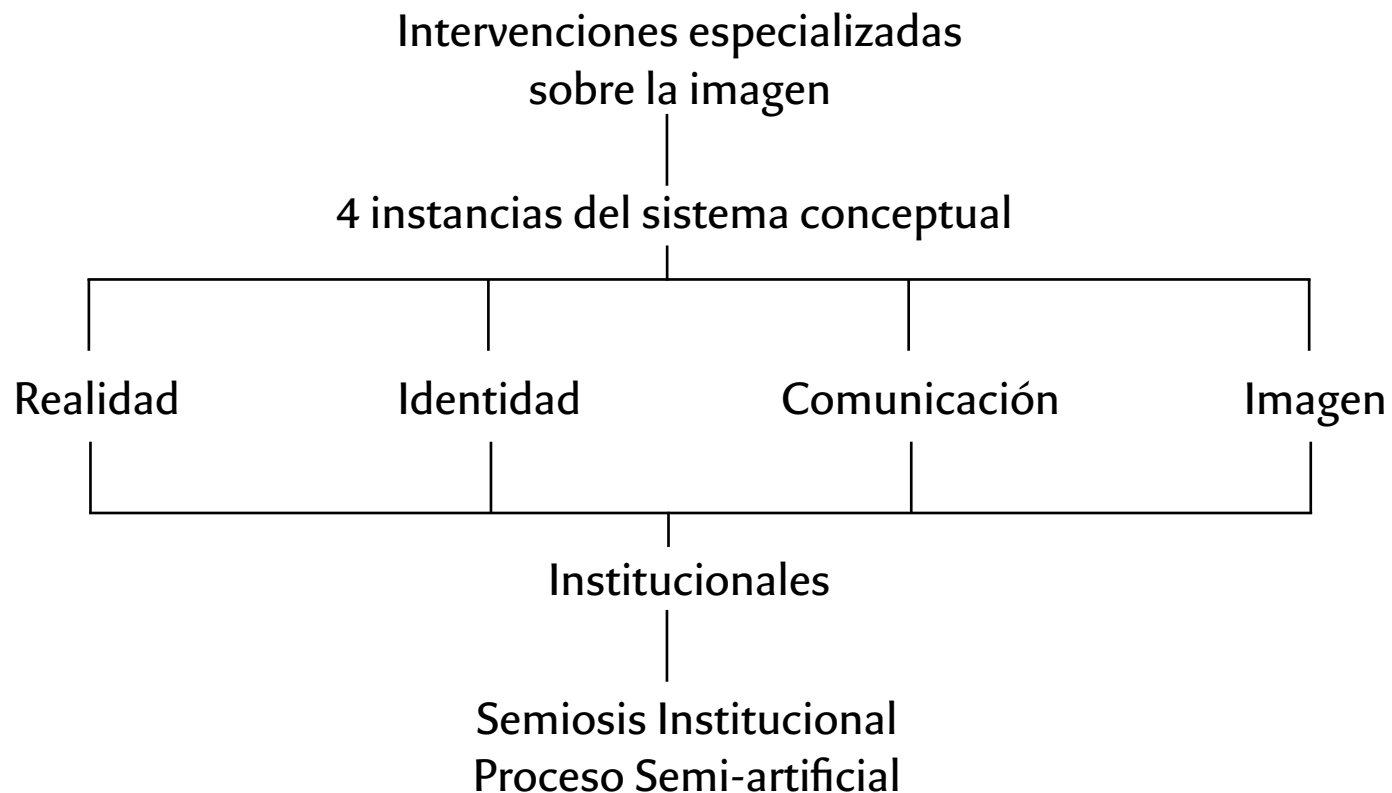 Intervenciones especializadas
sobre la imagen
4 instancias del sistema conceptual
Realidad
Identidad
Comunicación
Imagen
Institucionales
Semiosis Institucional
Proceso Semi-artificial